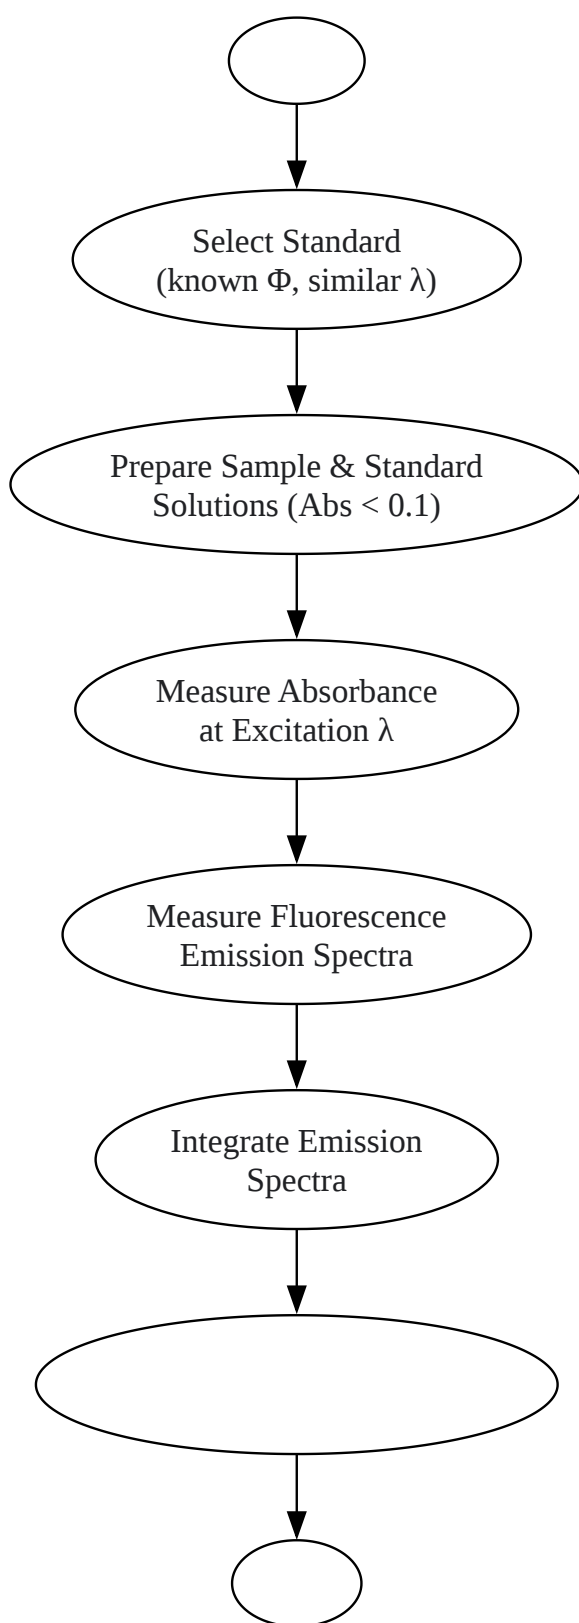 Select Standard
(known Φ, similar λ)
Prepare Sample & Standard
Solutions (Abs < 0.1)
Measure Absorbance
at Excitation λ
Measure Fluorescence
Emission Spectra
Integrate Emission
Spectra